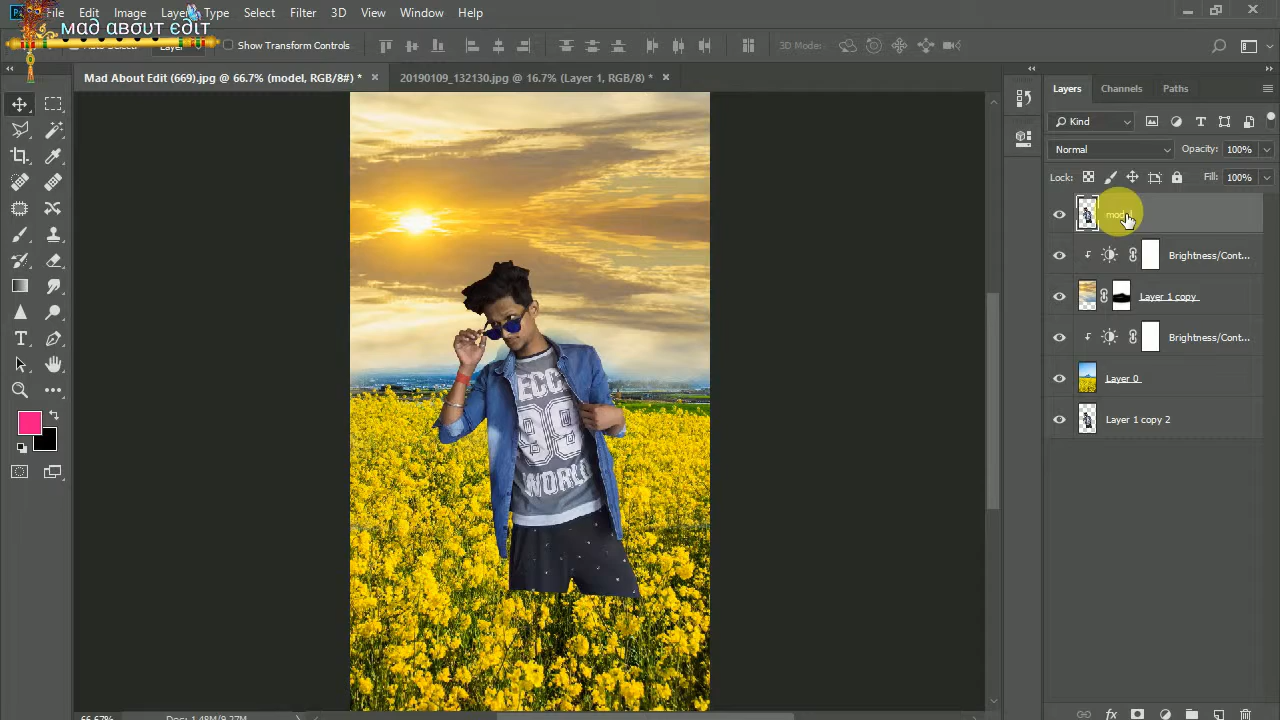 Ps File Edit Image Layer Type Select Filter 3D View Window Help
MAD ABOUT EDIT
Show Transform Controls
3D Mode:
Mad About Edit (669).jpg @ 66.7% (model, RGB/8#) *
20190109_132130.jpg @ 16.7% (Layer 1, RGB/8) *
Layers Channels Paths
Kind
Normal Opacity: 100%
Lock: Fill: 100%
Brightness/Cont...
Layer 1 copy
Brightness/Cont...
Layer 0
Layer 1 copy 2
99
WORLD